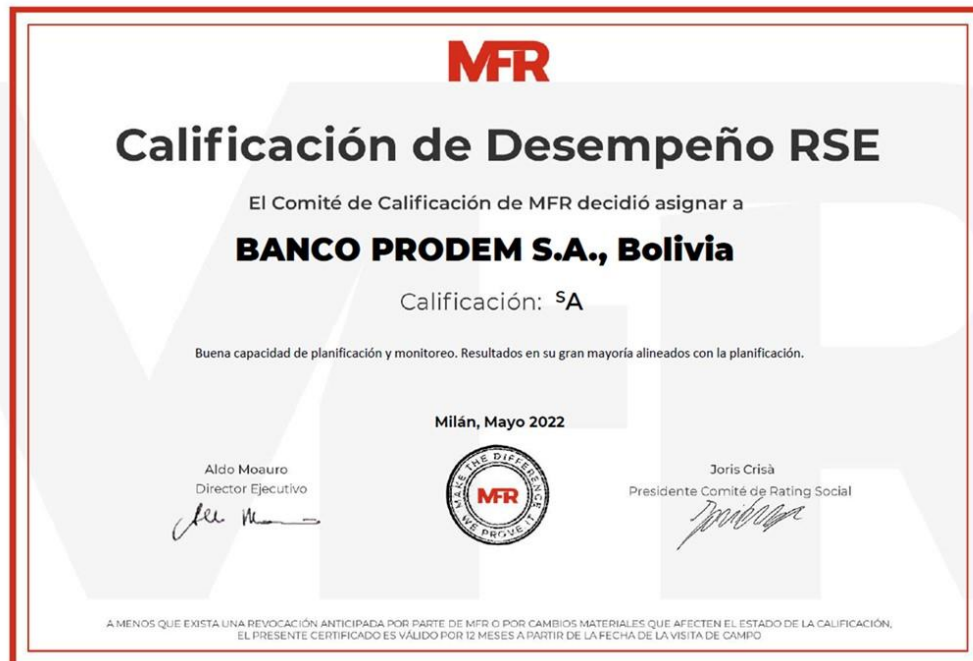 MFR
Calificación de Desempeño RSE
El Comité de Calificación de MFR decidió asignar a
BANCO PRODEM S.A., Bolivia
Calificación: ˢA
Buena capacidad de planificación y monitoreo. Resultados en su gran mayoría alineados con la planificación.
Milán, Mayo 2022
Aldo Moauro
Director Ejecutivo
MAKE THE DIFFERENCE
MFR
WE PROVE IT
Joris Crisà
Presidente Comité de Rating Social
A MENOS QUE EXISTA UNA REVOCACIÓN ANTICIPADA POR PARTE DE MFR O POR CAMBIOS MATERIALES QUE AFECTEN EL ESTADO DE LA CALIFICACIÓN,
EL PRESENTE CERTIFICADO ES VÁLIDO POR 12 MESES A PARTIR DE LA FECHA DE LA VISITA DE CAMPO